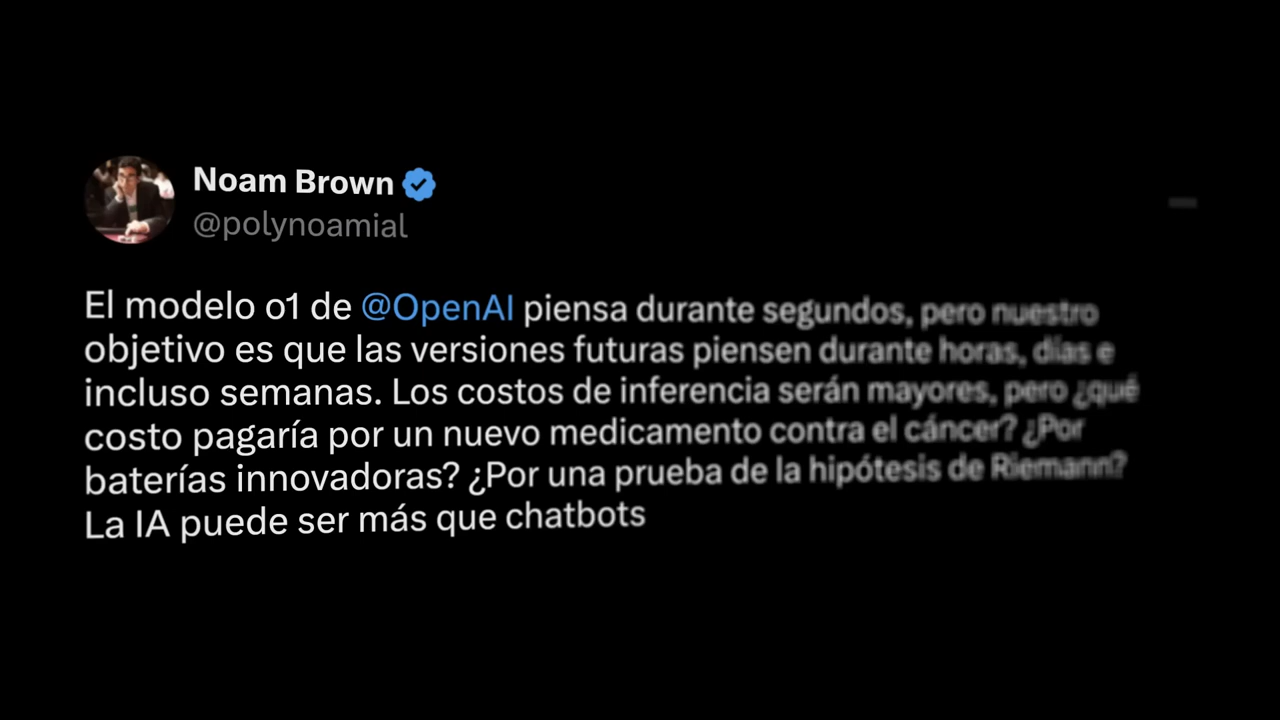 Noam Brown
@polynoamial
El modelo o1 de @OpenAI piensa durante segundos, pero nuestro
objetivo es que las versiones futuras piensen durante horas, días e
incluso semanas. Los costos de inferencia serán mayores, pero ¿qué
costo pagaría por un nuevo medicamento contra el cáncer? ¿Por
baterías innovadoras? ¿Por una prueba de la hipótesis de Riemann?
La IA puede ser más que chatbots